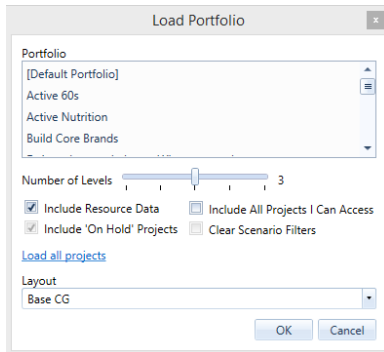 Load Portfolio
x
Portfolio
[Default Portfolio]
Active 60s
Active Nutrition
Build Core Brands
Number of Levels 3
Include Resource Data Include All Projects I Can Access
Include 'On Hold' Projects Clear Scenario Filters
Load all projects
Layout
Base CG
OK Cancel